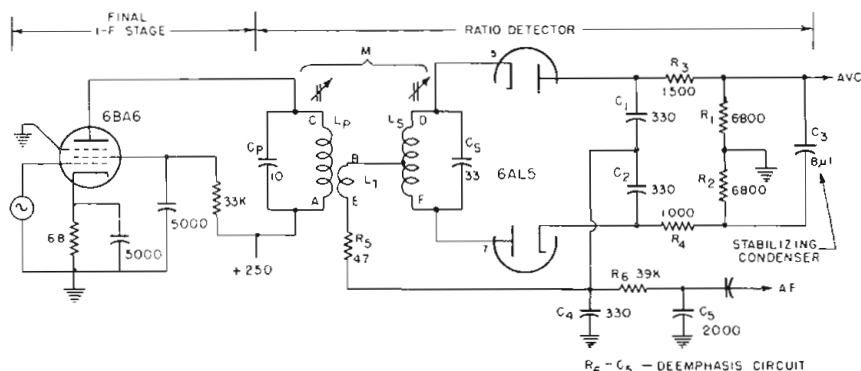 FINAL
I-F STAGE
RATIO DETECTOR
M
6BA6
C
LP
CP
10
A
B
L7
E
R5
47
LS
D
CS
33
F
5
7
6AL5
C1
330
C2
330
R3
1500
AVC
R1
6800
R2
6800
C3
8µf
1000
R4
STABILIZING
CONDENSER
68
5000
5000
33K
+250
C4
330
R6 39K
C5
2000
AF
R6 - C5 — DEEMPHASIS CIRCUIT